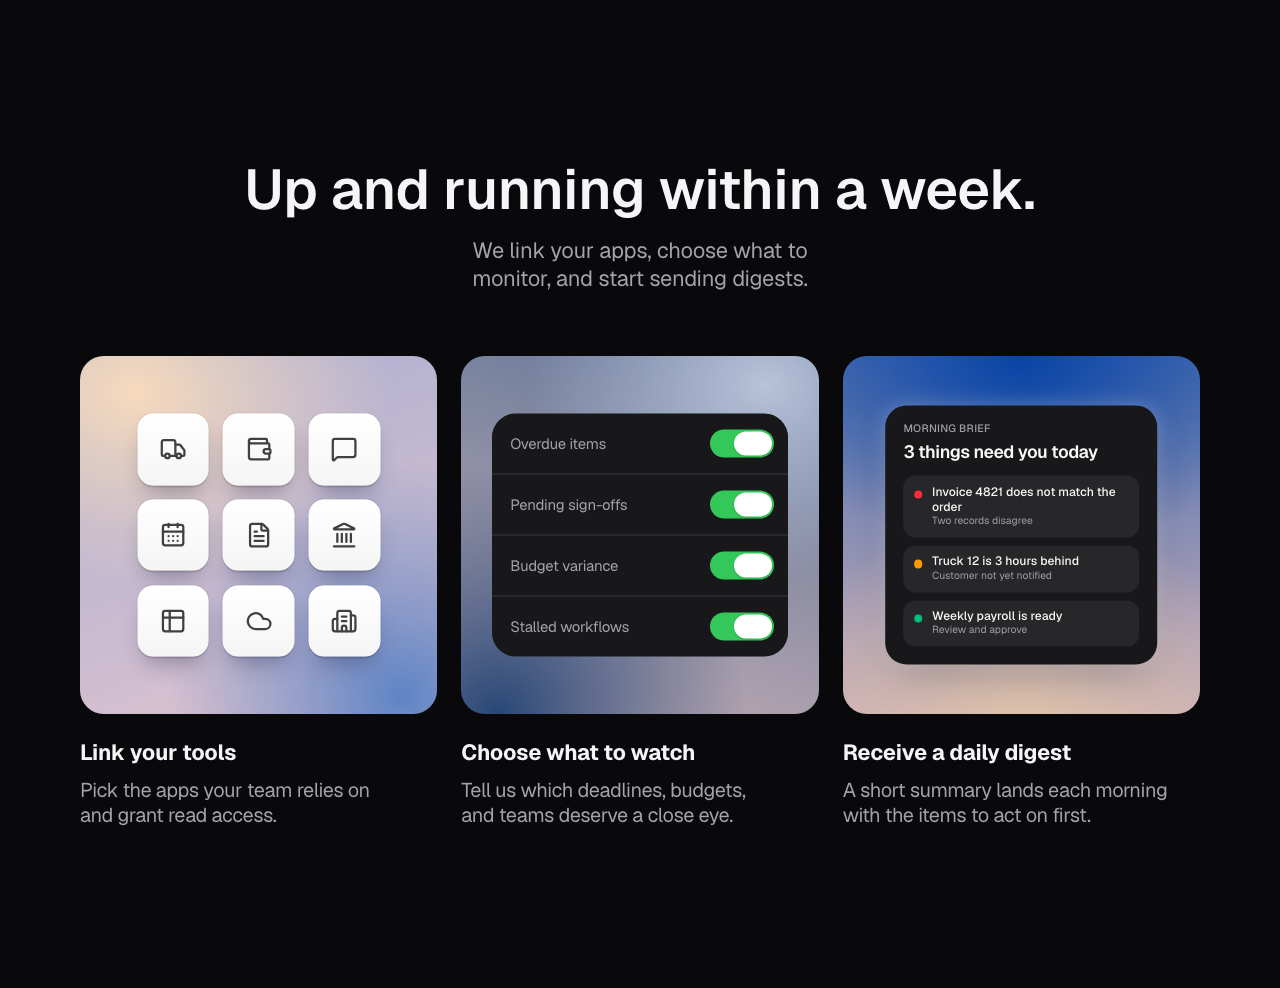 Up and running within a week.
We link your apps, choose what to
monitor, and start sending digests.
Overdue items
Pending sign-offs
Budget variance
Stalled workflows
MORNING BRIEF
3 things need you today
Invoice 4821 does not match the
order
Two records disagree
Truck 12 is 3 hours behind
Customer not yet notified
Weekly payroll is ready
Review and approve
Link your tools
Pick the apps your team relies on
and grant read access.
Choose what to watch
Tell us which deadlines, budgets,
and teams deserve a close eye.
Receive a daily digest
A short summary lands each morning
with the items to act on first.